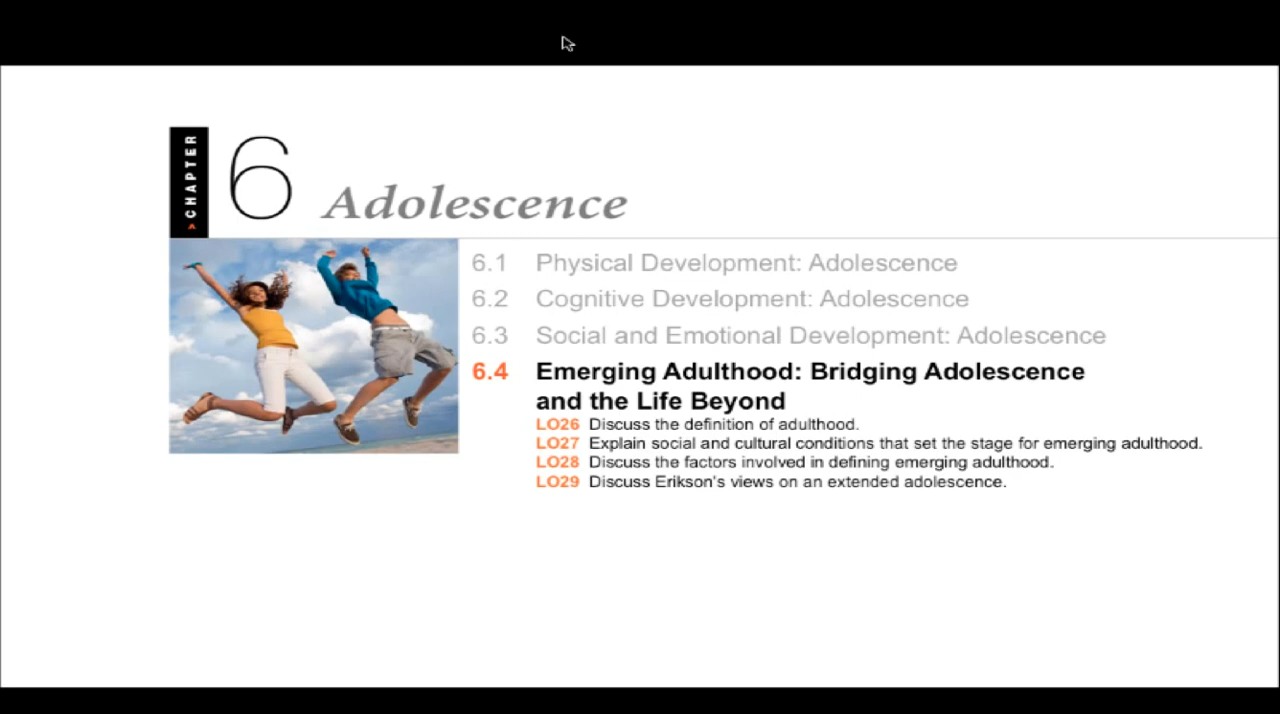 > CHAPTER
6
Adolescence
6.1 Physical Development: Adolescence
6.2 Cognitive Development: Adolescence
6.3 Social and Emotional Development: Adolescence
6.4 Emerging Adulthood: Bridging Adolescence
and the Life Beyond
LO26 Discuss the definition of adulthood.
LO27 Explain social and cultural conditions that set the stage for emerging adulthood.
LO28 Discuss the factors involved in defining emerging adulthood.
LO29 Discuss Erikson's views on an extended adolescence.